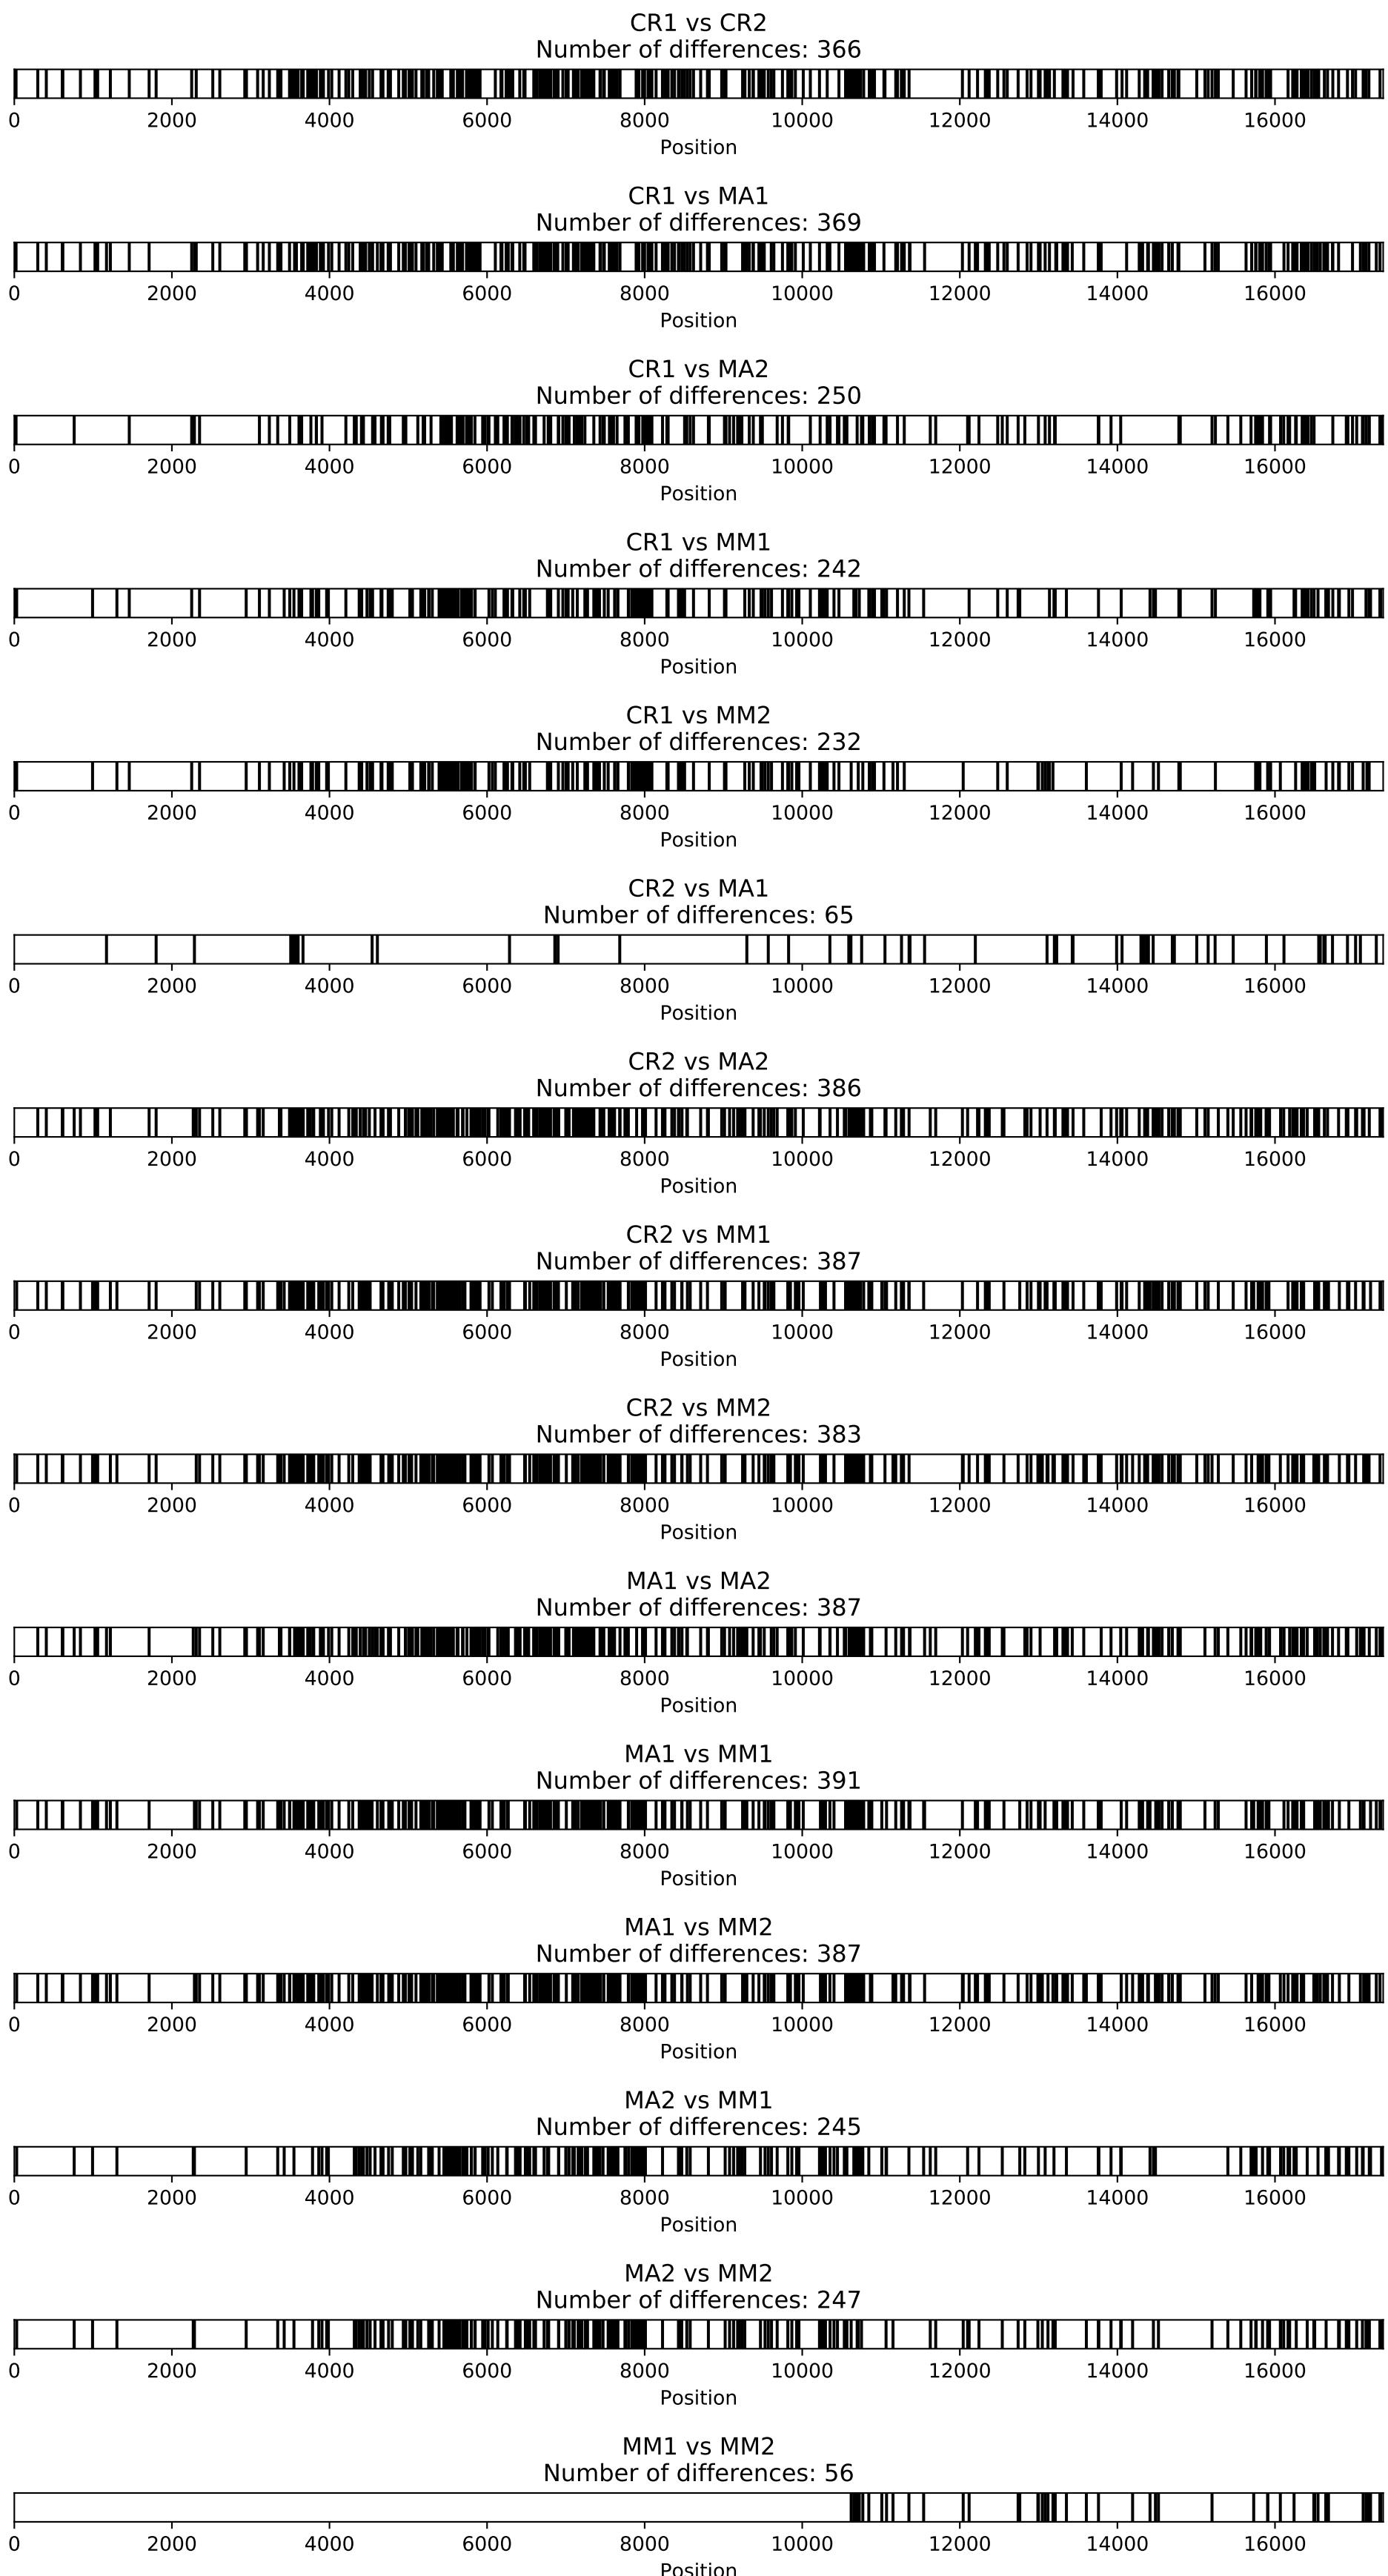 CR1 vs CR2
Number of differences: 366
0 2000 4000 6000 8000 10000 12000 14000 16000
Position
CR1 vs MA1
Number of differences: 369
0 2000 4000 6000 8000 10000 12000 14000 16000
Position
CR1 vs MA2
Number of differences: 250
0 2000 4000 6000 8000 10000 12000 14000 16000
Position
CR1 vs MM1
Number of differences: 242
0 2000 4000 6000 8000 10000 12000 14000 16000
Position
CR1 vs MM2
Number of differences: 232
0 2000 4000 6000 8000 10000 12000 14000 16000
Position
CR2 vs MA1
Number of differences: 65
0 2000 4000 6000 8000 10000 12000 14000 16000
Position
CR2 vs MA2
Number of differences: 386
0 2000 4000 6000 8000 10000 12000 14000 16000
Position
CR2 vs MM1
Number of differences: 387
0 2000 4000 6000 8000 10000 12000 14000 16000
Position
CR2 vs MM2
Number of differences: 383
0 2000 4000 6000 8000 10000 12000 14000 16000
Position
MA1 vs MA2
Number of differences: 387
0 2000 4000 6000 8000 10000 12000 14000 16000
Position
MA1 vs MM1
Number of differences: 391
0 2000 4000 6000 8000 10000 12000 14000 16000
Position
MA1 vs MM2
Number of differences: 387
0 2000 4000 6000 8000 10000 12000 14000 16000
Position
MA2 vs MM1
Number of differences: 245
0 2000 4000 6000 8000 10000 12000 14000 16000
Position
MA2 vs MM2
Number of differences: 247
0 2000 4000 6000 8000 10000 12000 14000 16000
Position
MM1 vs MM2
Number of differences: 56
0 2000 4000 6000 8000 10000 12000 14000 16000
Position